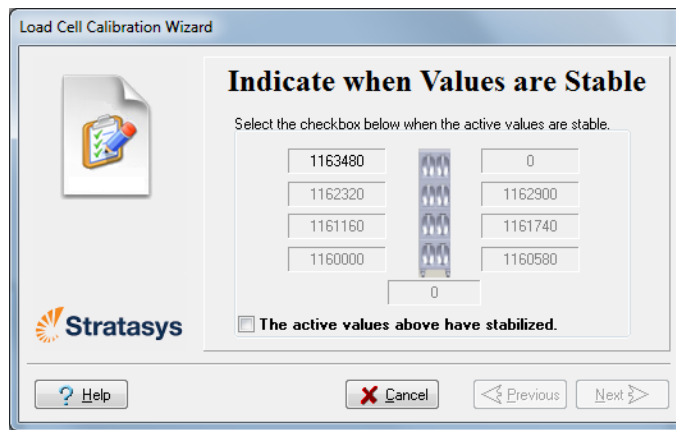 Load Cell Calibration Wizard
Indicate when Values are Stable
Select the checkbox below when the active values are stable.
1163480 0
1162320 1162900
1161160 1161740
1160000 1160580
0
The active values above have stabilized.
Stratasys
Help Cancel Previous Next